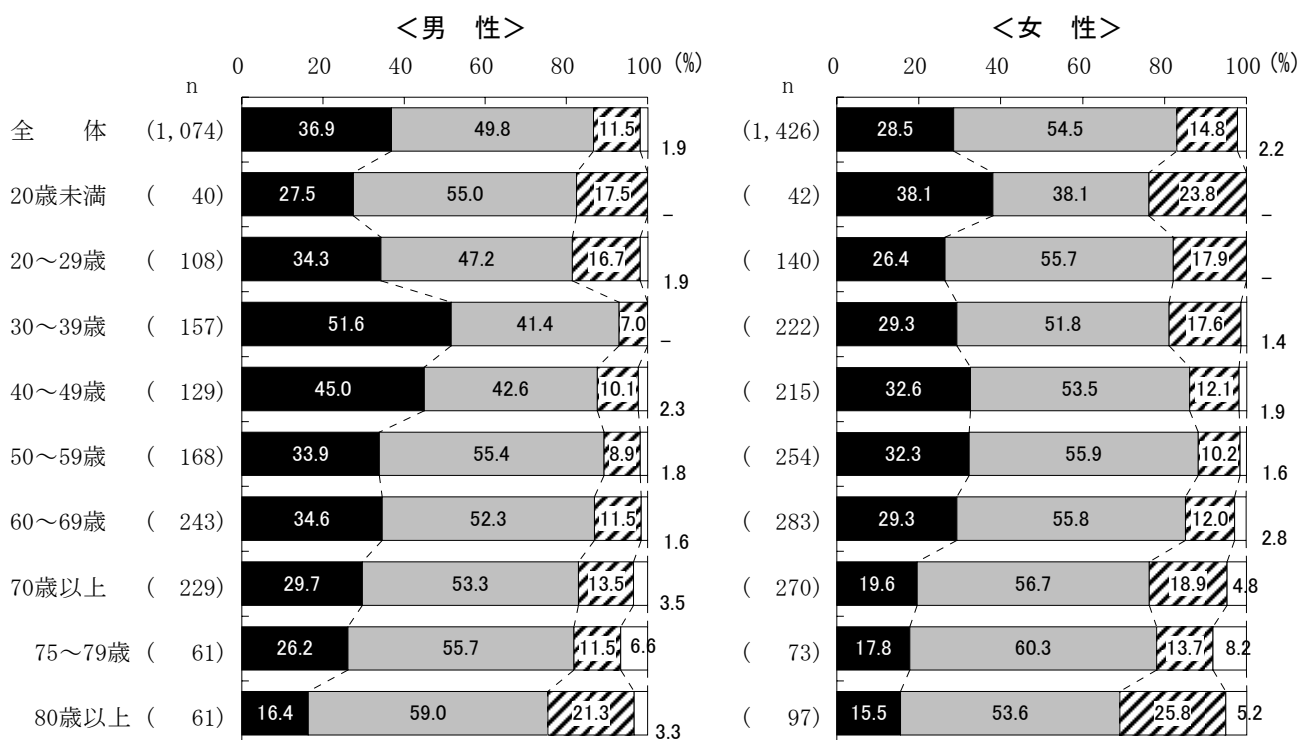 ＜男　性＞　＜女　性＞
n 0 20 40 60 80 100 (%) n 0 20 40 60 80 100 (%)
全　体 (1,074) 36.9 49.8 11.5 1.9 (1,426) 28.5 54.5 14.8 2.2
20歳未満 ( 40) 27.5 55.0 17.5 － ( 42) 38.1 38.1 23.8 －
20～29歳 ( 108) 34.3 47.2 16.7 1.9 ( 140) 26.4 55.7 17.9 －
30～39歳 ( 157) 51.6 41.4 7.0 － ( 222) 29.3 51.8 17.6 1.4
40～49歳 ( 129) 45.0 42.6 10.1 2.3 ( 215) 32.6 53.5 12.1 1.9
50～59歳 ( 168) 33.9 55.4 8.9 1.8 ( 254) 32.3 55.9 10.2 1.6
60～69歳 ( 243) 34.6 52.3 11.5 1.6 ( 283) 29.3 55.8 12.0 2.8
70歳以上 ( 229) 29.7 53.3 13.5 3.5 ( 270) 19.6 56.7 18.9 4.8
75～79歳 ( 61) 26.2 55.7 11.5 6.6 ( 73) 17.8 60.3 13.7 8.2
80歳以上 ( 61) 16.4 59.0 21.3 3.3 ( 97) 15.5 53.6 25.8 5.2